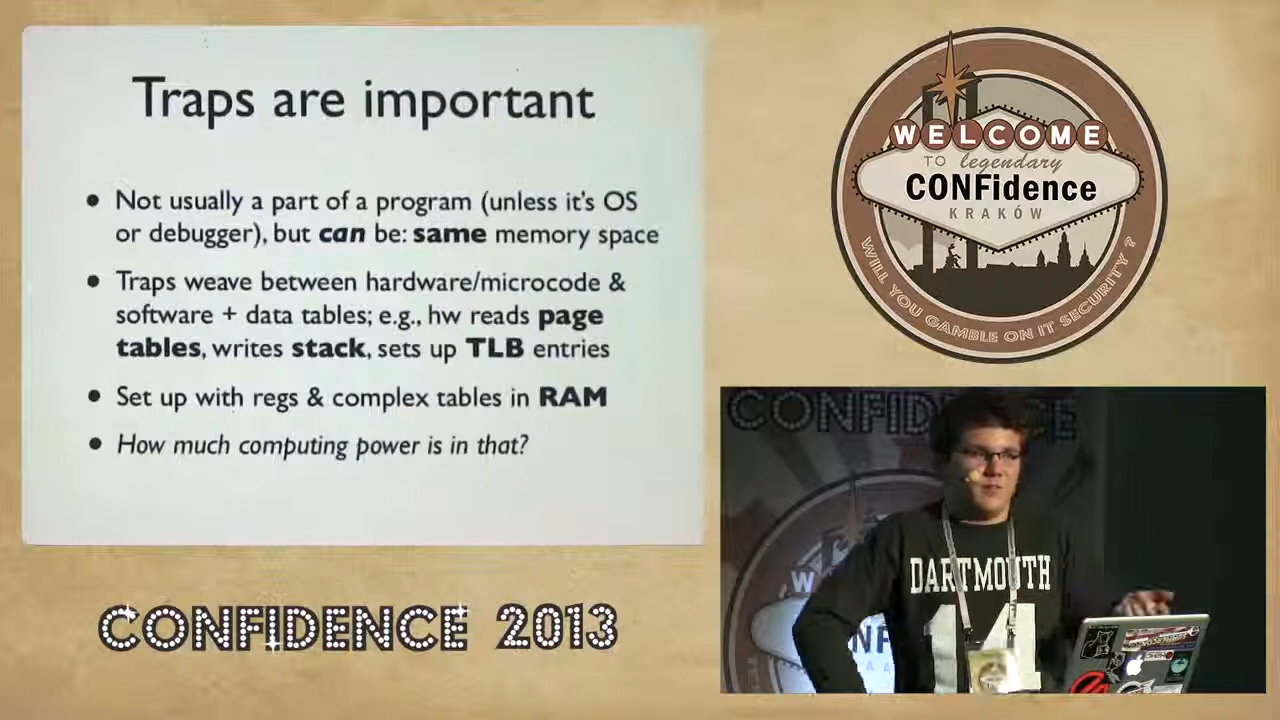 Traps are important
• Not usually a part of a program (unless it's OS
or debugger), but can be: same memory space
• Traps weave between hardware/microcode &
software + data tables; e.g., hw reads page
tables, writes stack, sets up TLB entries
• Set up with regs & complex tables in RAM
• How much computing power is in that?
CONFIDENCE 2013
WELCOME
TO legendary
CONFidence
KRAKÓW
WILL YOU GAMBLE ON IT SECURITY ?
CONFIDENCE
DARTMOUTH
14